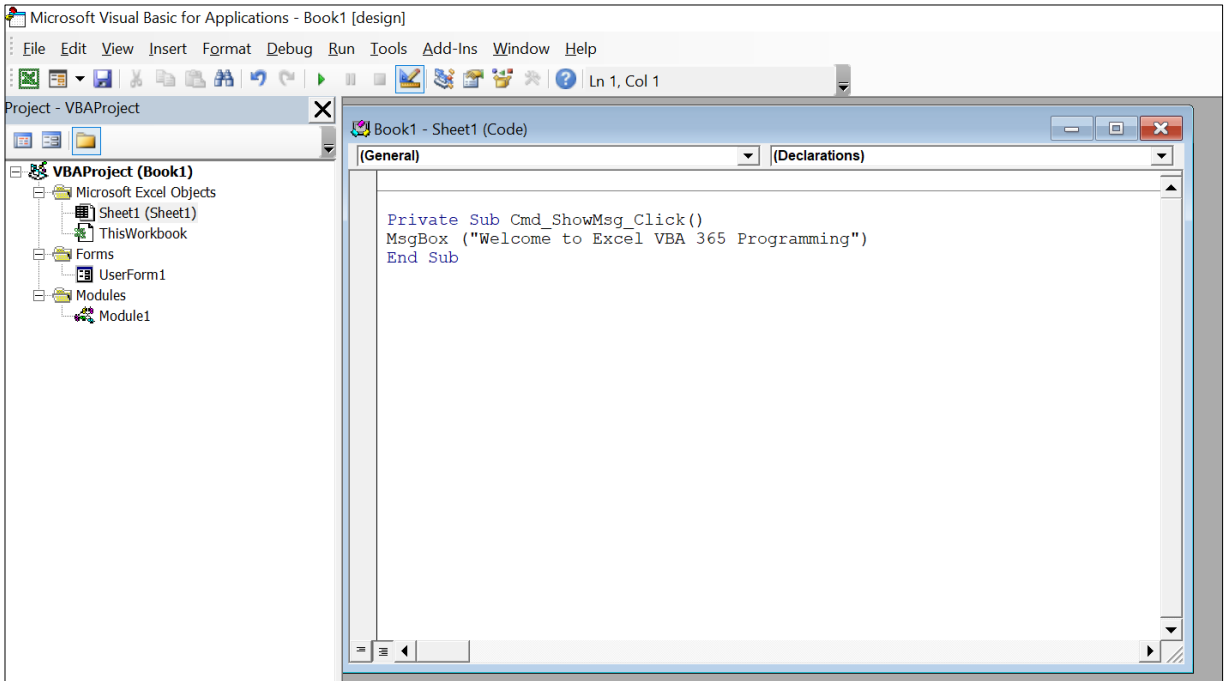 Microsoft Visual Basic for Applications - Book1 [design]
File Edit View Insert Format Debug Run Tools Add-Ins Window Help
Ln 1, Col 1
Project - VBAProject
VBAProject (Book1)
Microsoft Excel Objects
Sheet1 (Sheet1)
ThisWorkbook
Forms
UserForm1
Modules
Module1
Book1 - Sheet1 (Code)
(General) (Declarations)
Private Sub Cmd_ShowMsg_Click()
MsgBox ("Welcome to Excel VBA 365 Programming")
End Sub